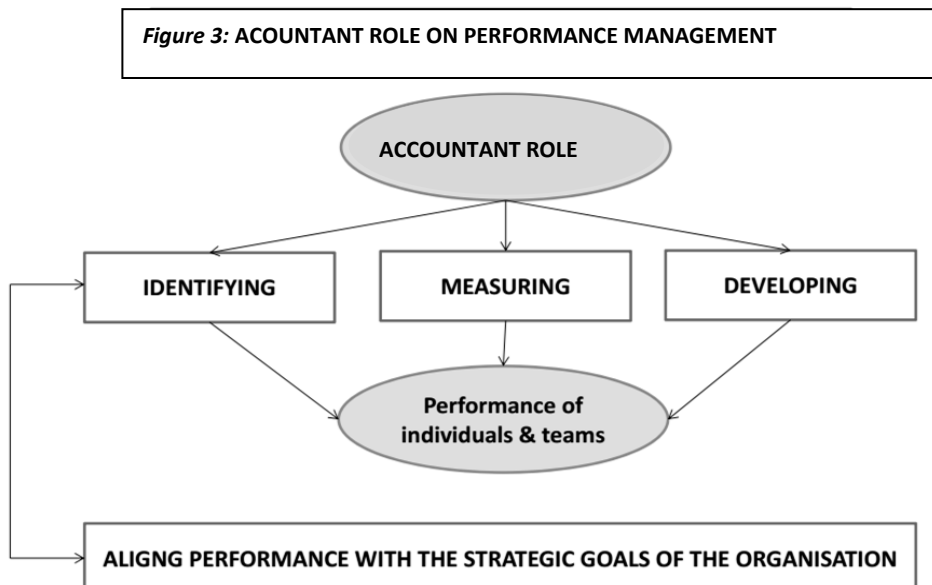 Figure 3: ACOUNTANT ROLE ON PERFORMANCE MANAGEMENT
ACCOUNTANT ROLE
IDENTIFYING
MEASURING
DEVELOPING
Performance of
individuals & teams
ALIGNG PERFORMANCE WITH THE STRATEGIC GOALS OF THE ORGANISATION